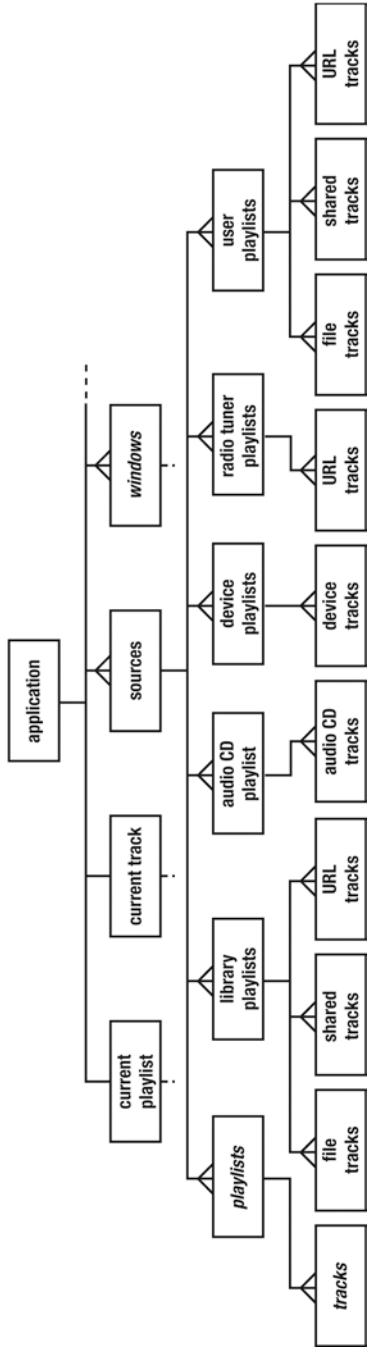 application
current
playlist
current track
sources
windows
playlists
library
playlists
audio CD
playlist
device
playlists
radio tuner
playlists
user
playlists
tracks
file
tracks
shared
tracks
URL
tracks
audio CD
tracks
device
tracks
URL
tracks
file
tracks
shared
tracks
URL
tracks